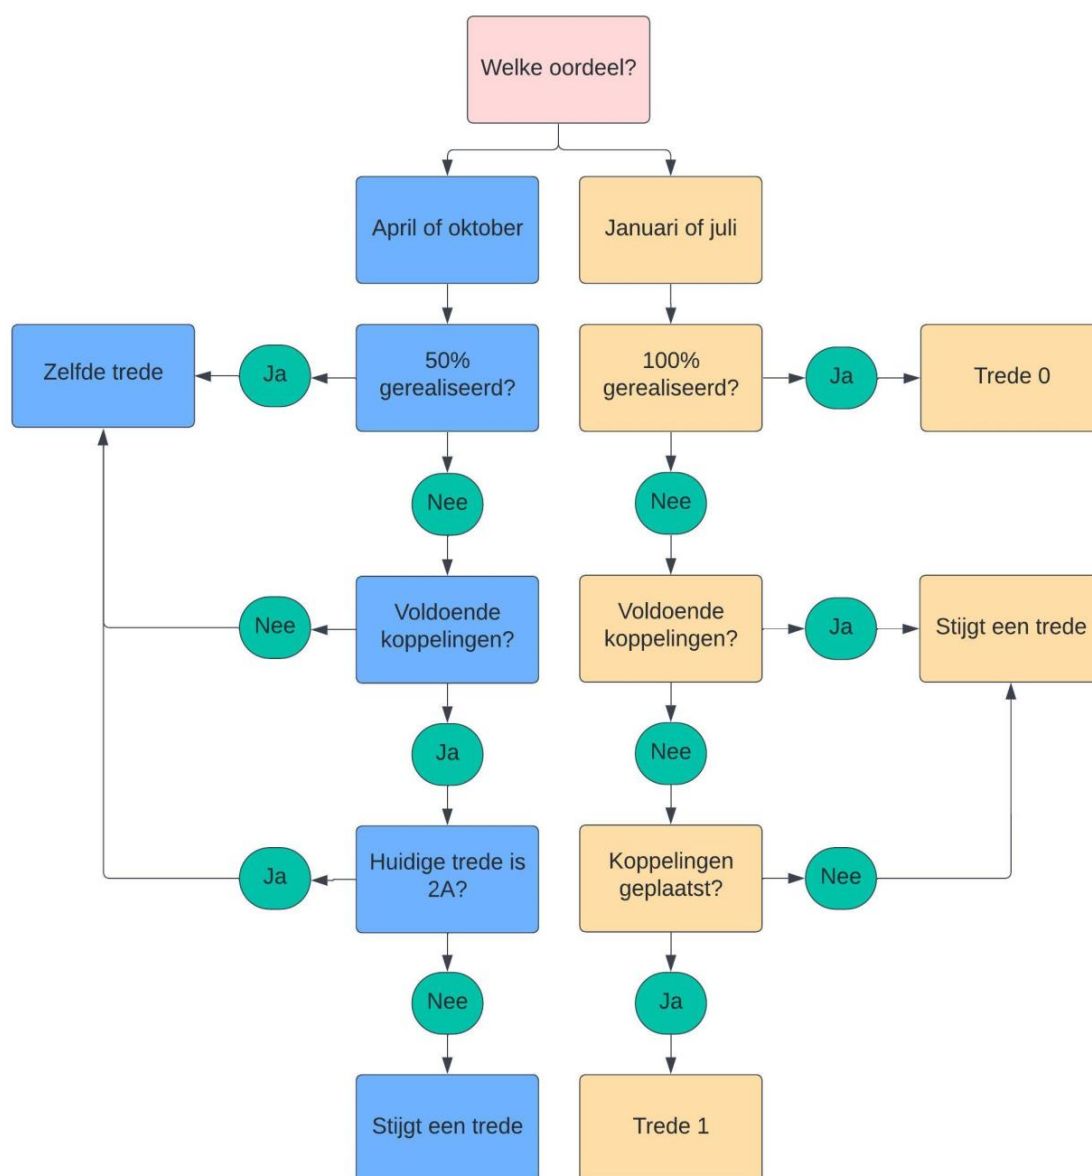 Welke oordeel?
April of oktober
Januari of juli
Zelfde trede
Ja
50%
gerealiseerd?
100%
gerealiseerd?
Ja
Trede 0
Nee
Nee
Nee
Voldoende
koppelingen?
Voldoende
koppelingen?
Ja
Stijgt een trede
Ja
Nee
Ja
Huidige trede is
2A?
Koppelingen
geplaatst?
Nee
Nee
Ja
Stijgt een trede
Trede 1